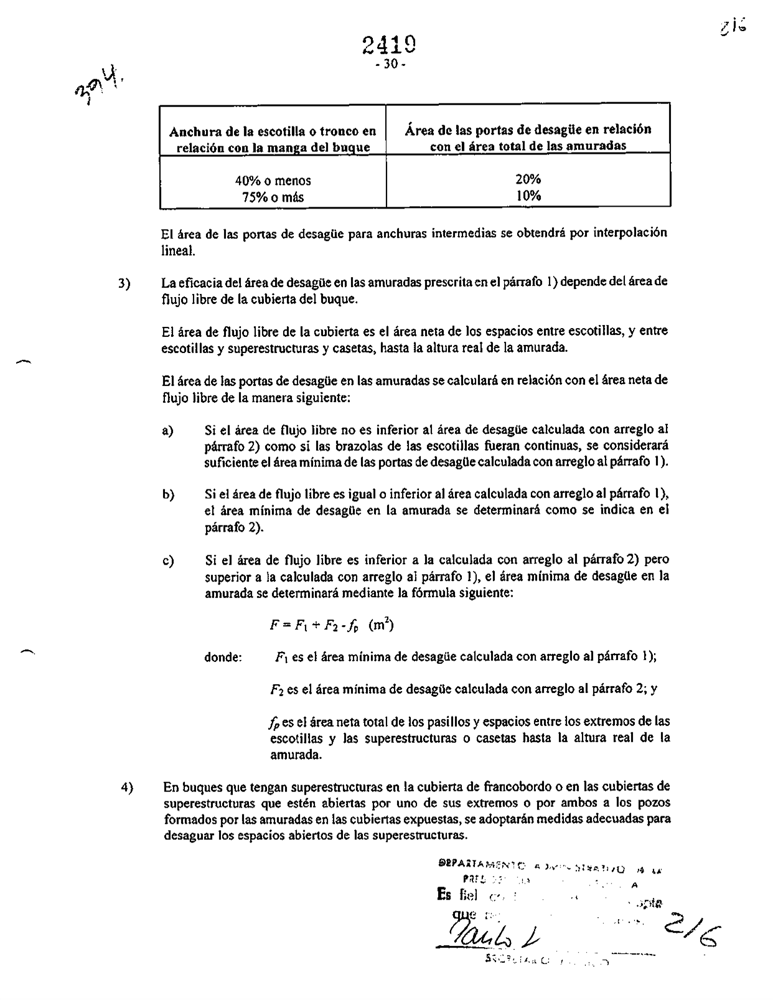 216
2419
- 30 -
394.
Anchura de la escotilla o tronco en
relación con la manga del buque
Área de las portas de desagüe en relación
con el área total de las amuradas
40% o menos
20%
75% o más
10%
El área de las portas de desagüe para anchuras intermedias se obtendrá por interpolación
lineal.
3) La eficacia del área de desagüe en las amuradas prescrita en el párrafo 1) depende del área de
flujo libre de la cubierta del buque.
El área de flujo libre de la cubierta es el área neta de los espacios entre escotillas, y entre
escotillas y superestructuras y casetas, hasta la altura real de la amurada.
El área de las portas de desagüe en las amuradas se calculará en relación con el área neta de
flujo libre de la manera siguiente:
a) Si el área de flujo libre no es inferior al área de desagüe calculada con arreglo al
párrafo 2) como si las brazolas de las escotillas fueran continuas, se considerará
suficiente el área mínima de las portas de desagüe calculada con arreglo al párrafo 1).
b) Si el área de flujo libre es igual o inferior al área calculada con arreglo al párrafo 1),
el área mínima de desagüe en la amurada se determinará como se indica en el
párrafo 2).
c) Si el área de flujo libre es inferior a la calculada con arreglo al párrafo 2) pero
superior a la calculada con arreglo al párrafo 1), el área mínima de desagüe en la
amurada se determinará mediante la fórmula siguiente:
F = F₁ + F₂ - fₚ (m²)
donde: F₁ es el área mínima de desagüe calculada con arreglo al párrafo 1);
F₂ es el área mínima de desagüe calculada con arreglo al párrafo 2; y
fₚ es el área neta total de los pasillos y espacios entre los extremos de las
escotillas y las superestructuras o casetas hasta la altura real de la
amurada.
4) En buques que tengan superestructuras en la cubierta de francobordo o en las cubiertas de
superestructuras que estén abiertas por uno de sus extremos o por ambos a los pozos
formados por las amuradas en las cubiertas expuestas, se adoptarán medidas adecuadas para
desaguar los espacios abiertos de las superestructuras.
DEPARTAMENTO ADMINISTRATIVO
Es fiel
que
216
SECRETARIO